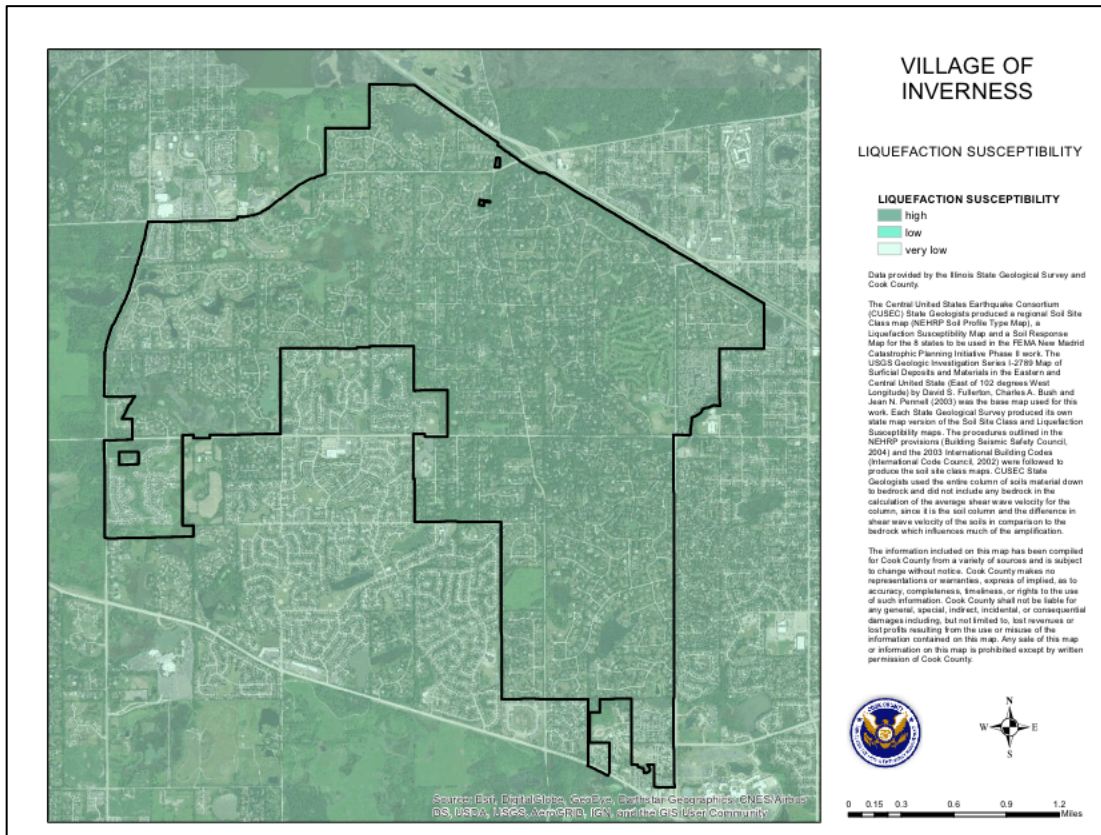 VILLAGE OF
INVERNESS
LIQUEFACTION SUSCEPTIBILITY
LIQUEFACTION SUSCEPTIBILITY
high
low
very low
Data provided by the Illinois State Geological Survey and
Cook County.
The Central United States Earthquake Consortium
(CUSEC) State Geologists produced a regional Soil Site
Class map (NEHRP Soil Profile Type Map), a
Liquefaction Susceptibility Map and a Soil Response
Map for the 8 states to be used in the FEMA New Madrid
Catastrophic Planning Initiative Phase II work. The
USGS Geologic Investigation Series I-2789 Map of
Surficial Deposits and Materials in the Eastern and
Central United State (East of 102 degrees West
Longitude) by David S. Fullerton, Charles A. Bush and
Jean N. Pennell (2003) was the base map used for this
work. Each State Geological Survey produced its own
state map version of the Soil Site Class and Liquefaction
Susceptibility maps. The procedures outlined in the
NEHRP provisions (Building Seismic Safety Council,
2004) and the 2003 International Building Codes
(International Code Council, 2002) were followed to
produce the soil site class maps. CUSEC State
Geologists used the entire column of soils material down
to bedrock and did not include any bedrock in the
calculation of the average shear wave velocity for the
column, since it is the soil column and the difference in
shear wave velocity of the soils in comparison to the
bedrock which influences much of the amplification.
The information included on this map has been compiled
for Cook County from a variety of sources and is subject
to change without notice. Cook County makes no
representations or warranties, express of implied, as to
accuracy, completeness, timeliness, or rights to the use
of such information. Cook County shall not be liable for
any general, special, indirect, incidental, or consequential
damages including, but not limited to, lost revenues or
lost profits resulting from the use or misuse of the
information contained on this map. Any sale of this map
or information on this map is prohibited except by written
permission of Cook County.
N
W E
S
0 0.15 0.3 0.6 0.9 1.2
Miles
Source: Esri, DigitalGlobe, GeoEye, Earthstar Geographics, CNES/Airbus
DS, USDA, USGS, AeroGRID, IGN, and the GIS User Community